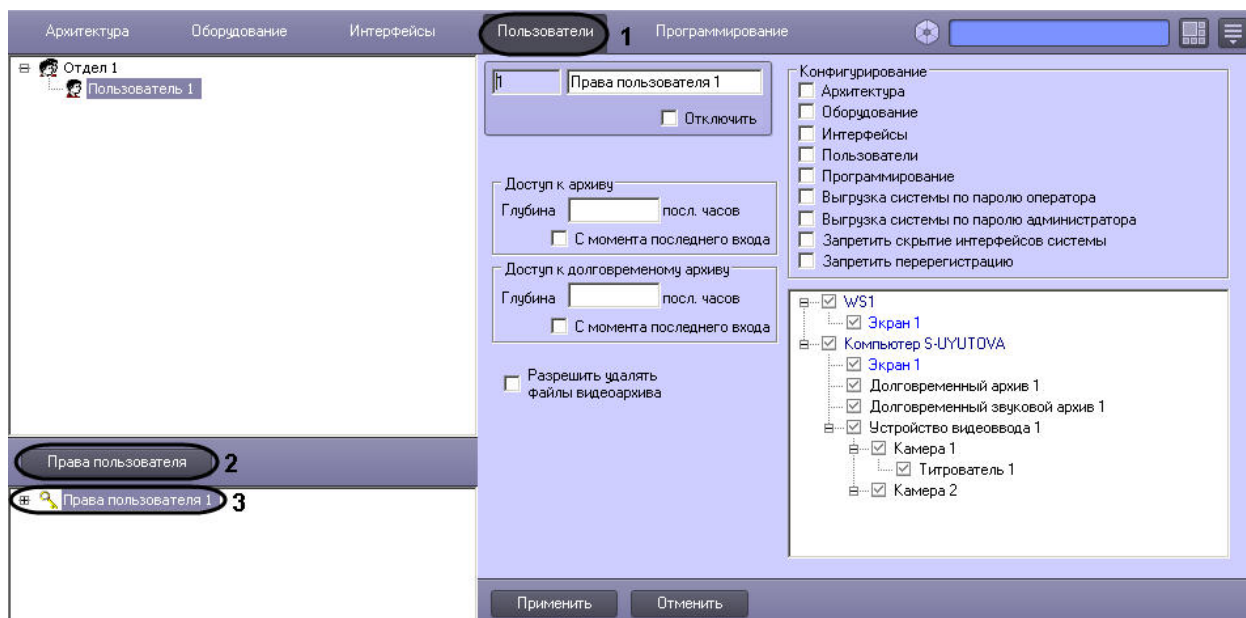 Архитектура Оборудование Интерфейсы Пользователи 1 Программирование
Отдел 1
Пользователь 1
Права пользователя 2
Права пользователя 1 3
1 Права пользователя 1
Отключить
Доступ к архиву
Глубина посл. часов
С момента последнего входа
Доступ к долговременому архиву
Глубина посл. часов
С момента последнего входа
Разрешить удалять
файлы видеоархива
Конфигурирование
Архитектура
Оборудование
Интерфейсы
Пользователи
Программирование
Выгрузка системы по паролю оператора
Выгрузка системы по паролю администратора
Запретить скрытие интерфейсов системы
Запретить перерегистрацию
WS1
Экран 1
Компьютер S-UYUTOVA
Экран 1
Долговременный архив 1
Долговременный звуковой архив 1
Устройство видеоввода 1
Камера 1
Титрователь 1
Камера 2
Применить Отменить